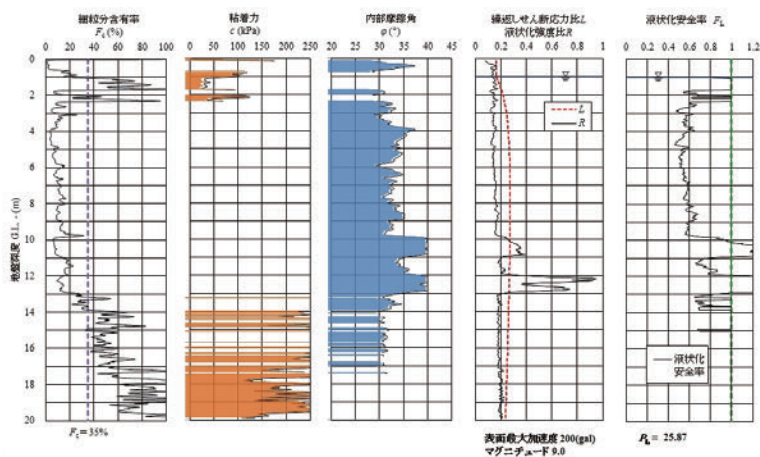 細粒分含有率
Fc (%)
粘着力
c (kPa)
内部摩擦角
φ (°)
繰返しせん断応力比L
液状化強度比R
液状化安全率 FL
0 20 40 60 80 100
0 50 100 150 200 250
20 25 30 35 40 45
0 0.2 0.4 0.6 0.8 1
0 0.2 0.4 0.6 0.8 1 1.2
地盤深度 G.L. - (m)
0
2
4
6
8
10
12
14
16
18
20
L
R
液状化
安全率
Fc = 35%
表面最大加速度 200(gal)
マグニチュード 9.0
PL = 25.87